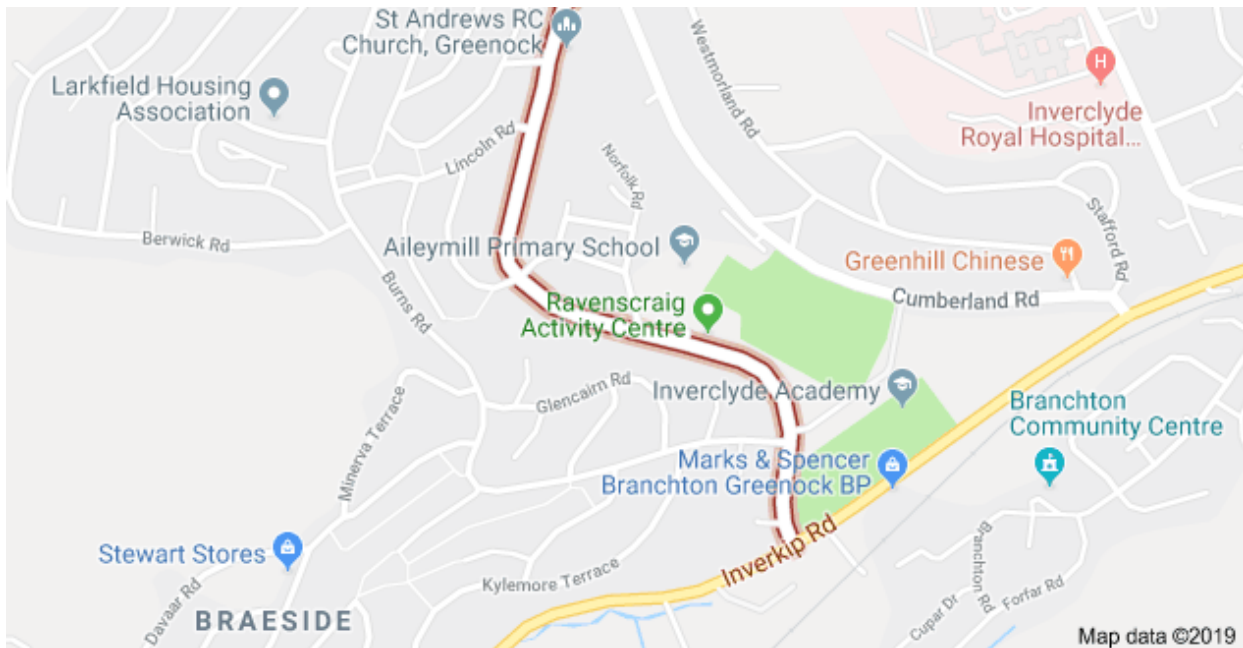 St Andrews RC
Church, Greenock
Larkfield Housing
Association
Westmorland Rd
H
Inverclyde
Royal Hospital...
Lincoln Rd
Norfolk Rd
Stafford Rd
Berwick Rd
Aileymill Primary School
Greenhill Chinese
Burns Rd
Ravenscraig
Activity Centre
Cumberland Rd
Glencairn Rd
Inverclyde Academy
Minerva Terrace
Branchton
Community Centre
Marks & Spencer
Branchton Greenock BP
Stewart Stores
Inverkip Rd
Kylemore Terrace
Branchton Rd
Davaar Rd
Forfar Rd
Cupar Dr
BRAESIDE
Map data ©2019